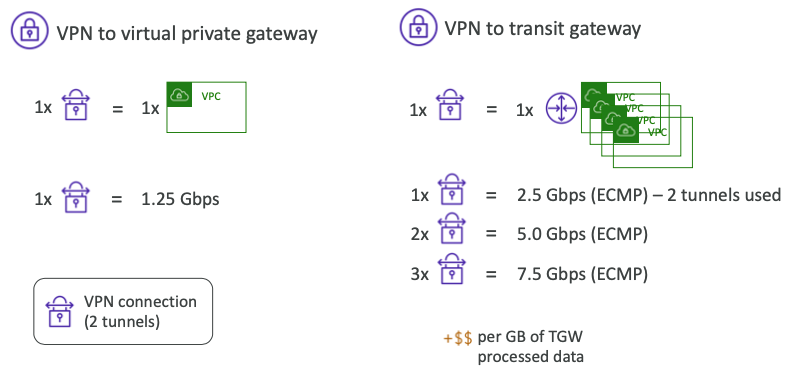 VPN to virtual private gateway
1x = 1x VPC
1x = 1.25 Gbps
VPN connection
(2 tunnels)
VPN to transit gateway
1x = 1x VPC VPC VPC VPC
1x = 2.5 Gbps (ECMP) – 2 tunnels used
2x = 5.0 Gbps (ECMP)
3x = 7.5 Gbps (ECMP)
+$$ per GB of TGW
processed data